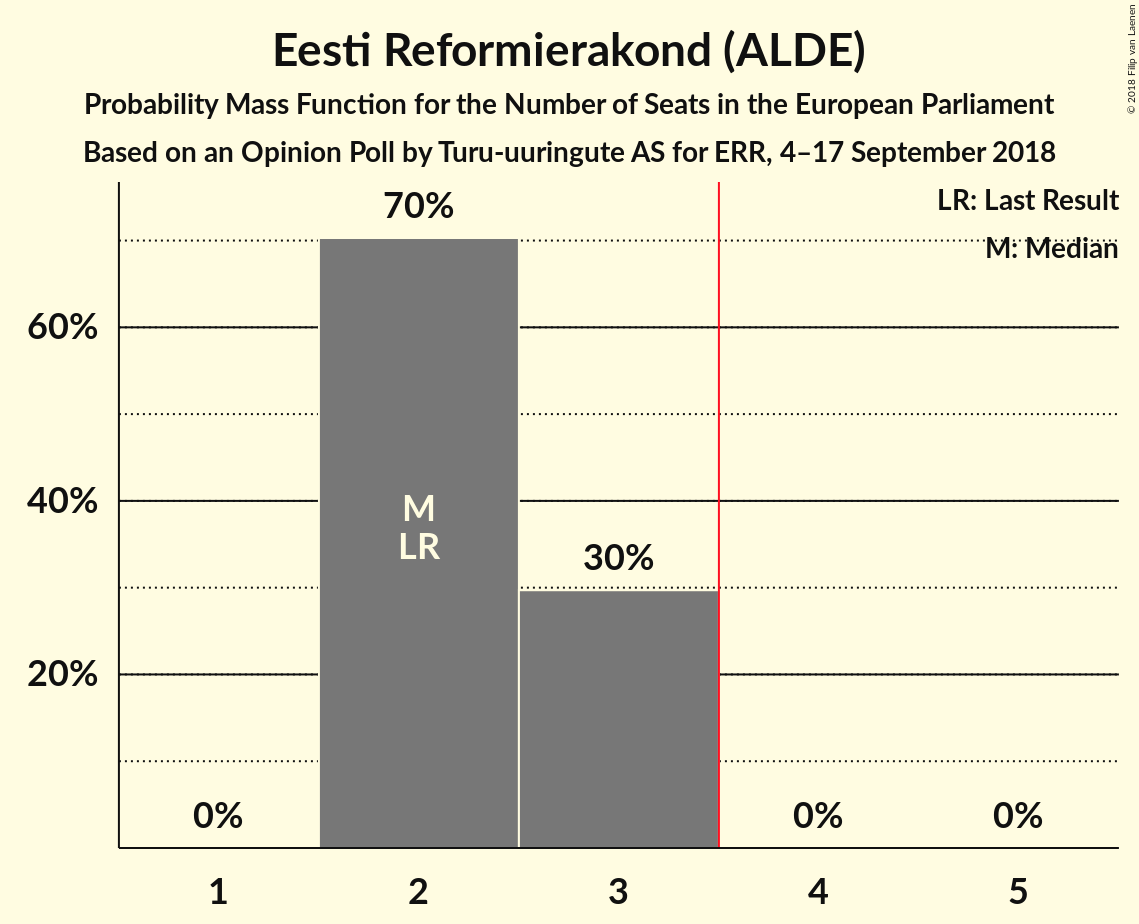 Eesti Reformierakond (ALDE)
Probability Mass Function for the Number of Seats in the European Parliament
Based on an Opinion Poll by Turu-uuringute AS for ERR, 4–17 September 2018
© 2018 Filip van Laenen
LR: Last Result
M: Median
70%
60%
40%
20%
M
LR
30%
0%
0%
0%
1
2
3
4
5